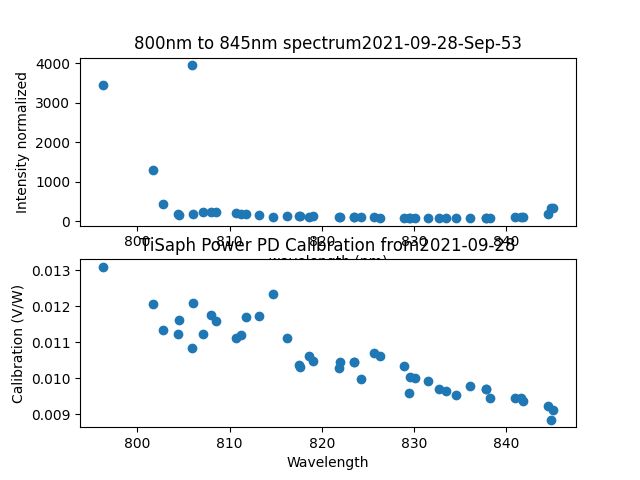 800nm to 845nm spectrum2021-09-28-Sep-53
4000
3000
2000
1000
0
Intensity normalized
800 810 820 830 840
wavelength (nm)
TiSaph Power PD Calibration from2021-09-28
0.013
0.012
0.011
0.010
0.009
Calibration (V/W)
800 810 820 830 840
Wavelength